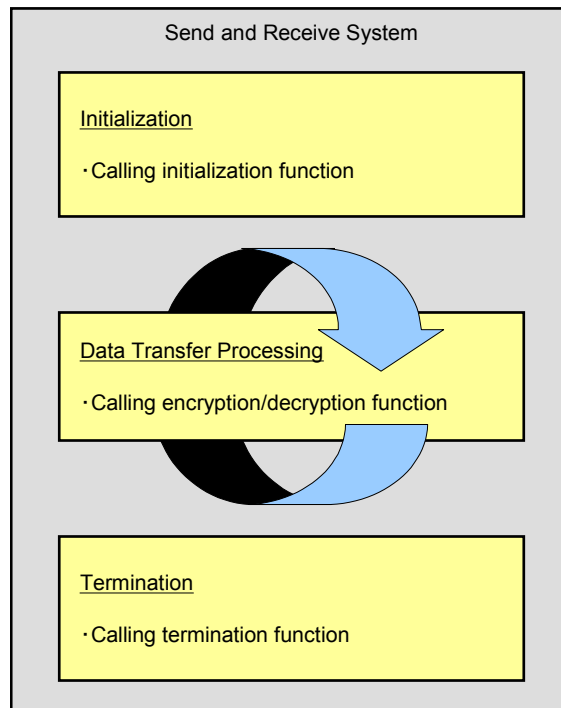 Send and Receive System
Initialization
・Calling initialization function
Data Transfer Processing
・Calling encryption/decryption function
Termination
・Calling termination function